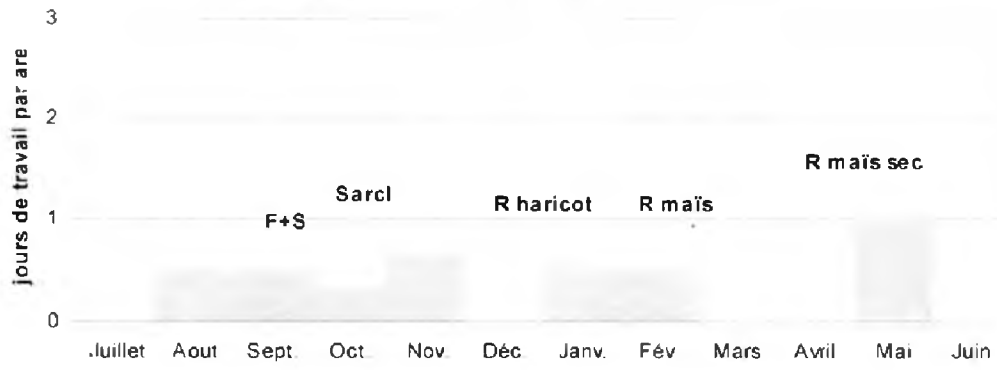 3
jours de travail par are
2
R maïs sec
Sarcl
R haricot
R maïs
1
F+S
0
Juillet Aout Sept. Oct. Nov. Déc. Janv. Fév Mars Avril Mai Juin